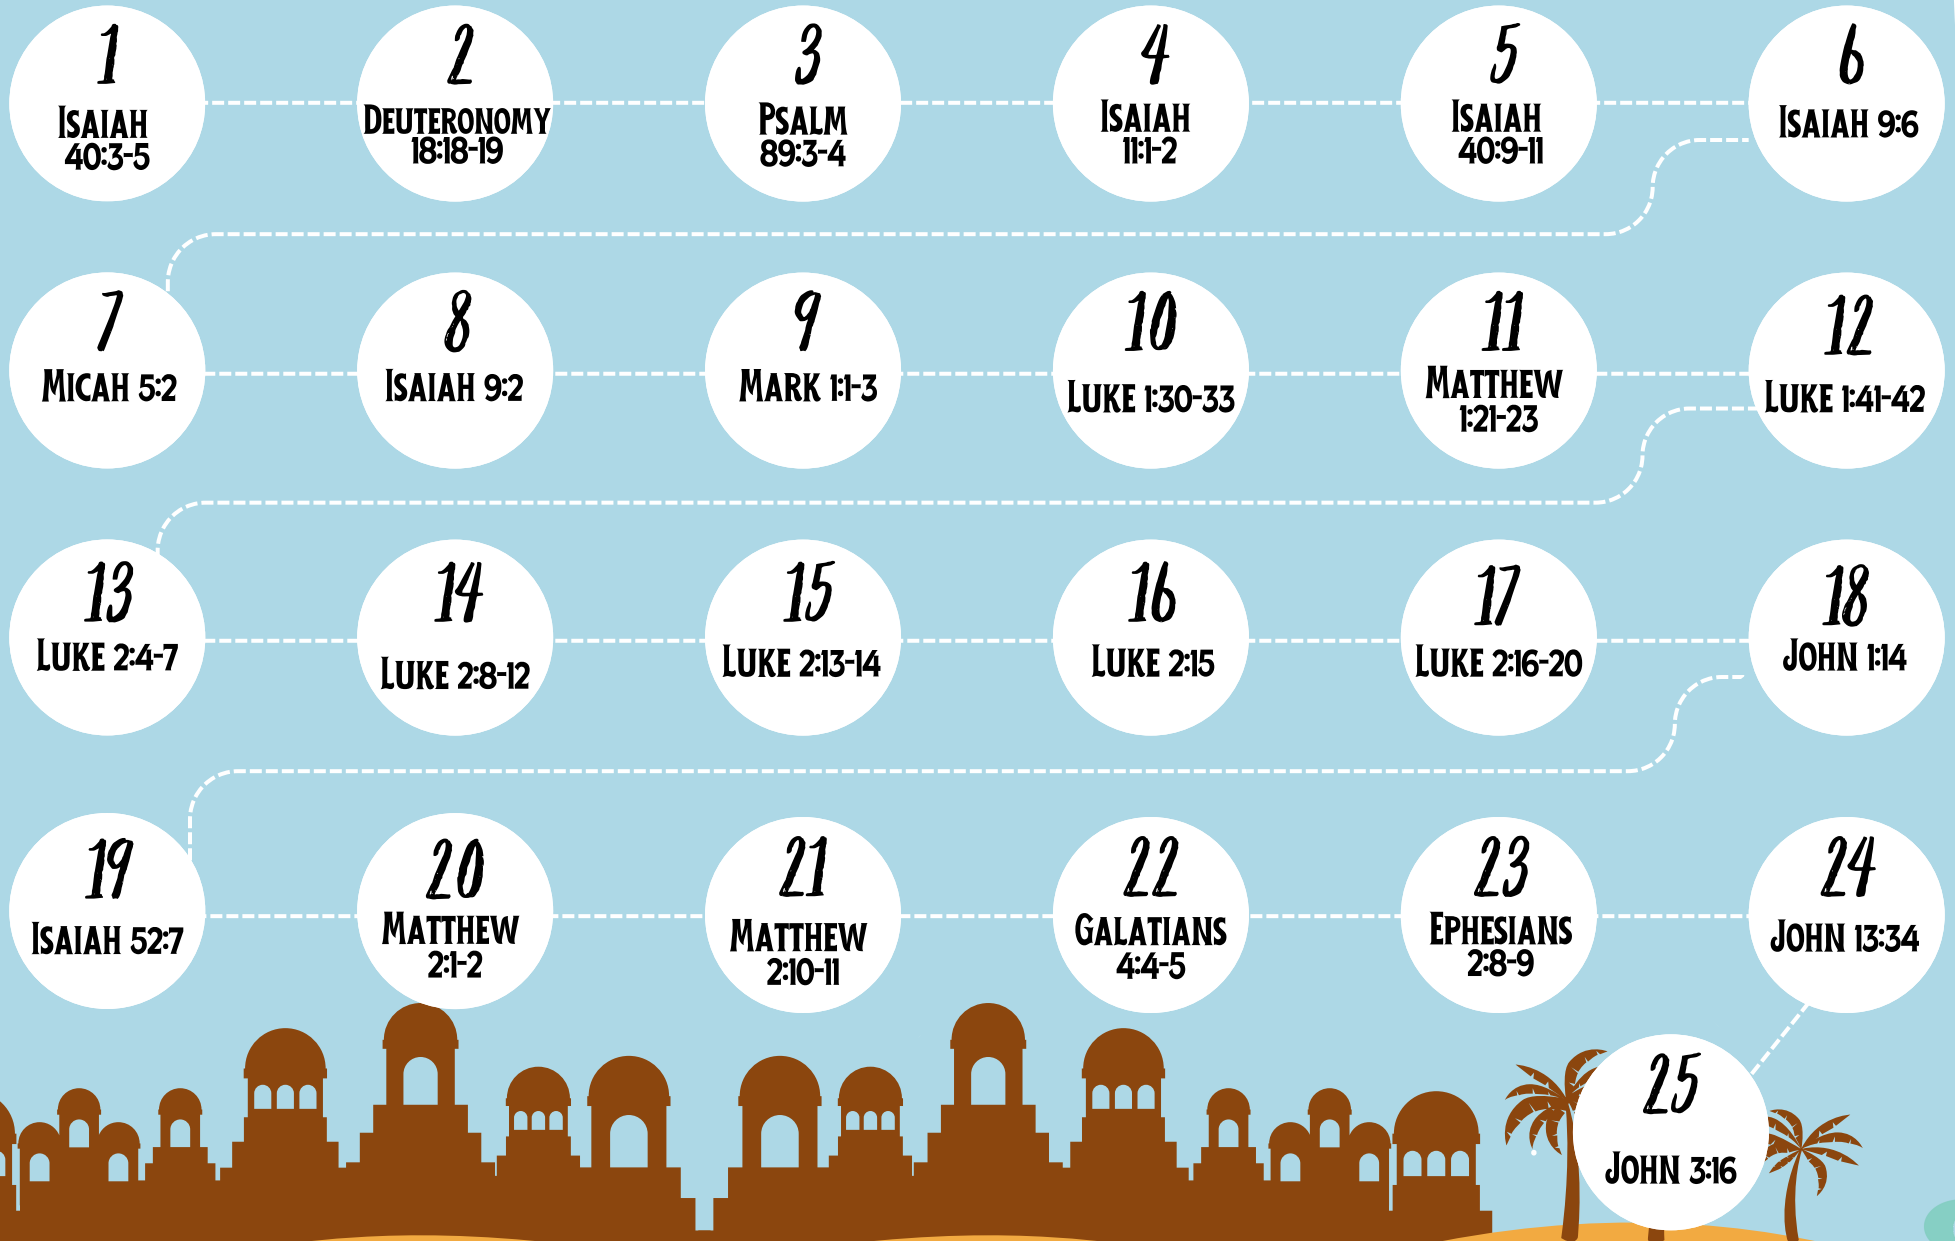 1
Isaiah
40:3-5
2
Deuteronomy
18:18-19
3
Psalm
89:3-4
4
Isaiah
11:1-2
5
Isaiah
40:9-11
6
Isaiah 9:6
7
Micah 5:2
8
Isaiah 9:2
9
Mark 1:1-3
10
Luke 1:30-33
11
Matthew
1:21-23
12
Luke 1:41-42
13
Luke 2:4-7
14
Luke 2:8-12
15
Luke 2:13-14
16
Luke 2:15
17
Luke 2:16-20
18
John 1:14
19
Isaiah 52:7
20
Matthew
2:1-2
21
Matthew
2:10-11
22
Galatians
4:4-5
23
Ephesians
2:8-9
24
John 13:34
25
John 3:16